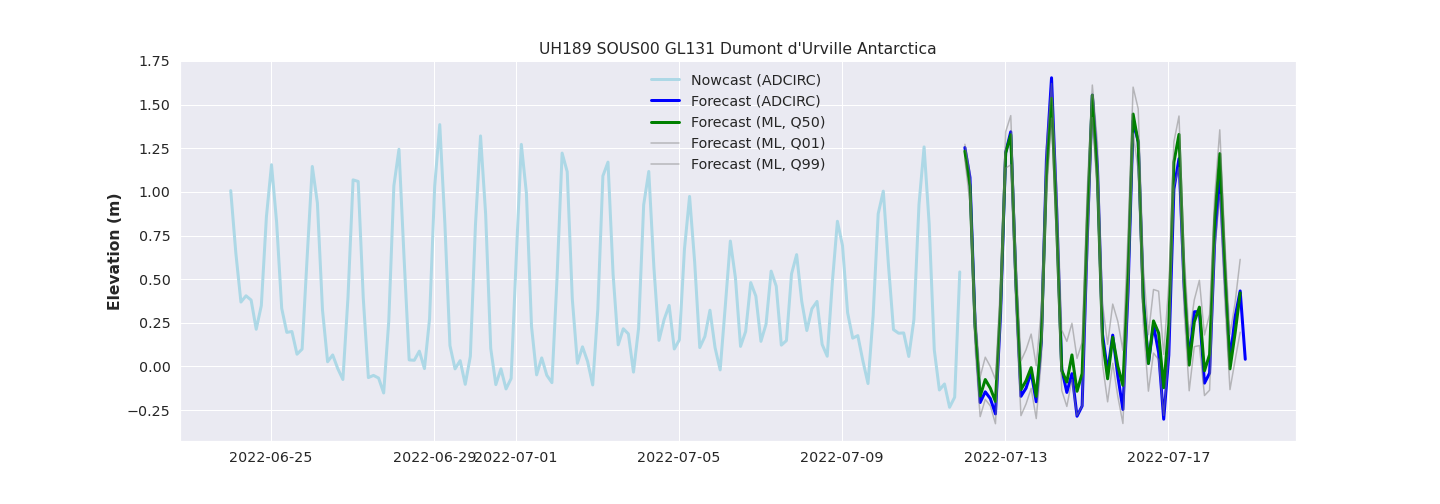 UH189 SOUS00 GL131 Dumont d'Urville Antarctica
1.75
1.50
1.25
1.00
0.75
0.50
0.25
0.00
−0.25
Elevation (m)
Nowcast (ADCIRC)
Forecast (ADCIRC)
Forecast (ML, Q50)
Forecast (ML, Q01)
Forecast (ML, Q99)
2022-06-25 2022-06-29 2022-07-01 2022-07-05 2022-07-09 2022-07-13 2022-07-17